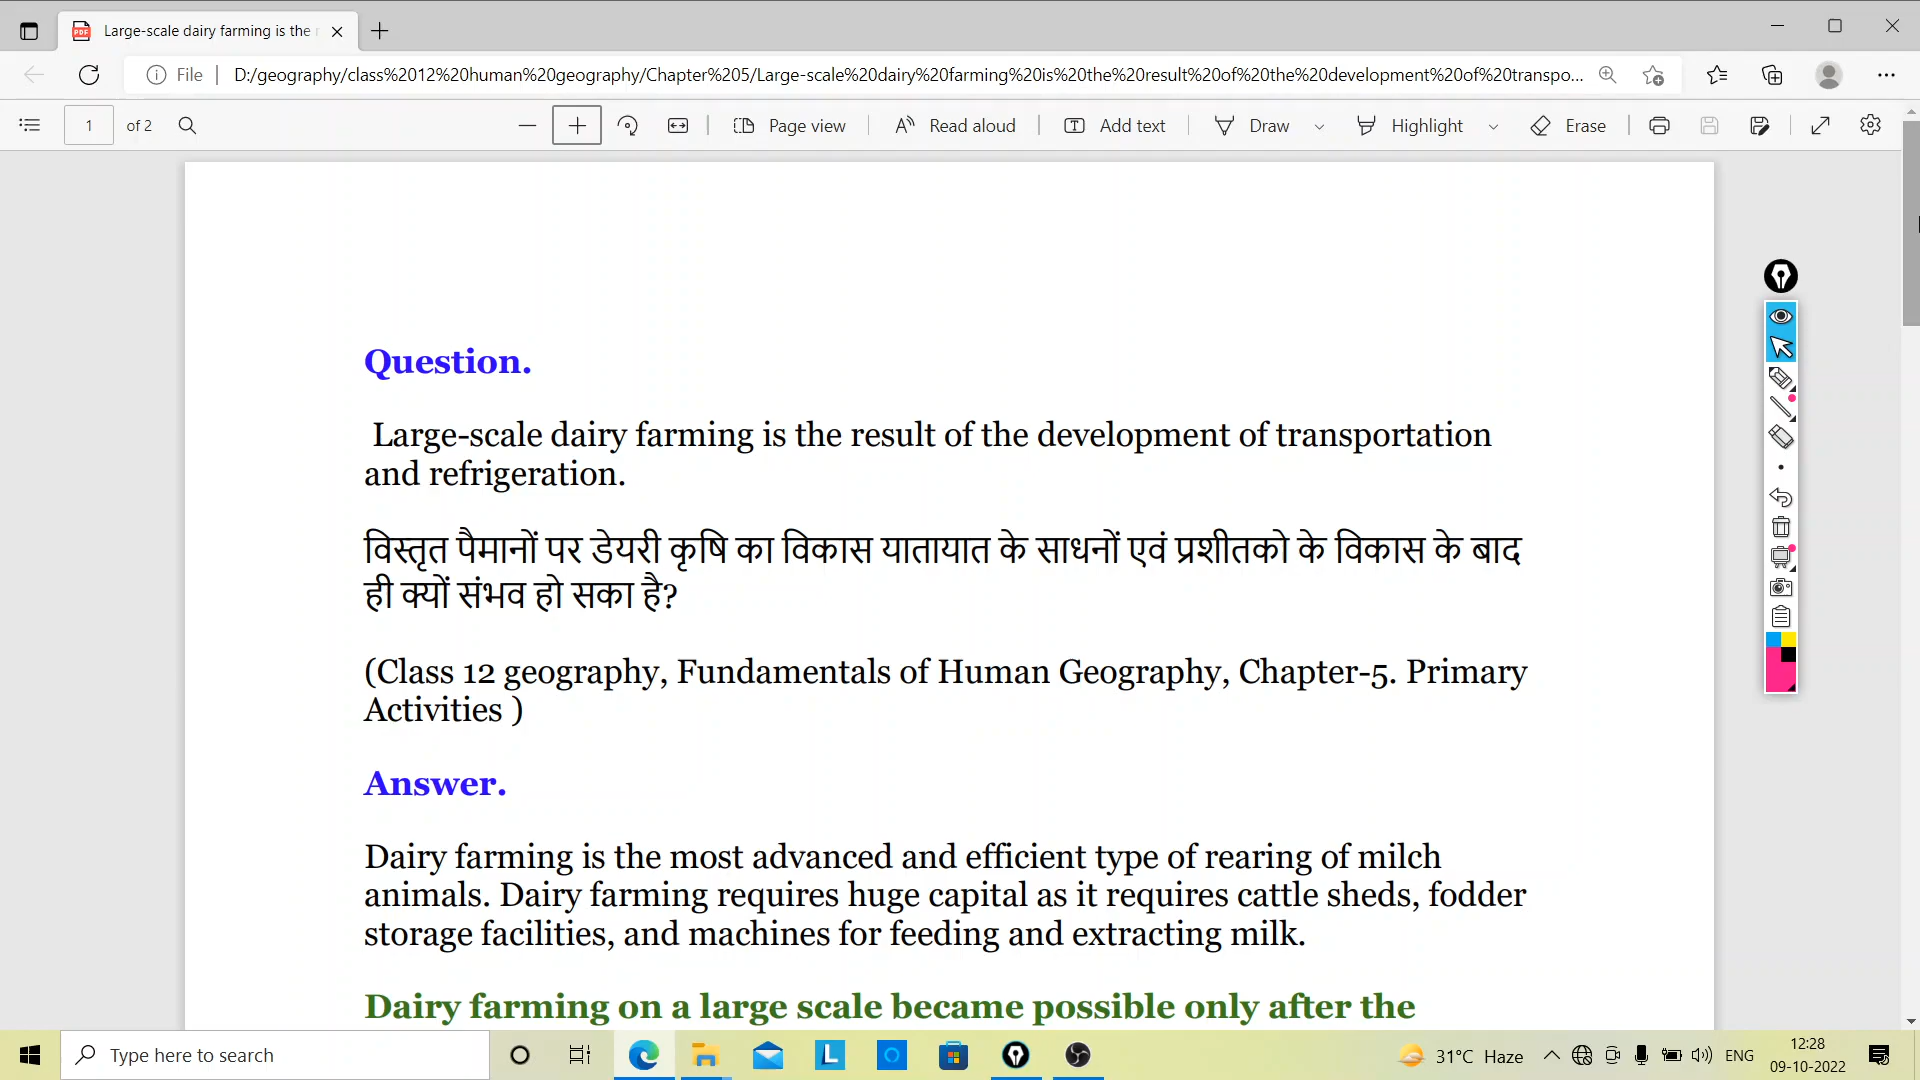 Large-scale dairy farming is the
File
D:/geography/class%2012%20human%20geography/Chapter%205/Large-scale%20dairy%20farming%20is%20the%20result%20of%20the%20development%20of%20transpo...
1 of 2
Page view
Read aloud
Add text
Draw
Highlight
Erase
Question.
Large-scale dairy farming is the result of the development of transportation
and refrigeration.
विस्तृत पैमानों पर डेयरी कृषि का विकास यातायात के साधनों एवं प्रशीतको के विकास के बाद
ही क्यों संभव हो सका है?
(Class 12 geography, Fundamentals of Human Geography, Chapter-5. Primary
Activities )
Answer.
Dairy farming is the most advanced and efficient type of rearing of milch
animals. Dairy farming requires huge capital as it requires cattle sheds, fodder
storage facilities, and machines for feeding and extracting milk.
Dairy farming on a large scale became possible only after the
Type here to search
31°C Haze
ENG
12:28
09-10-2022